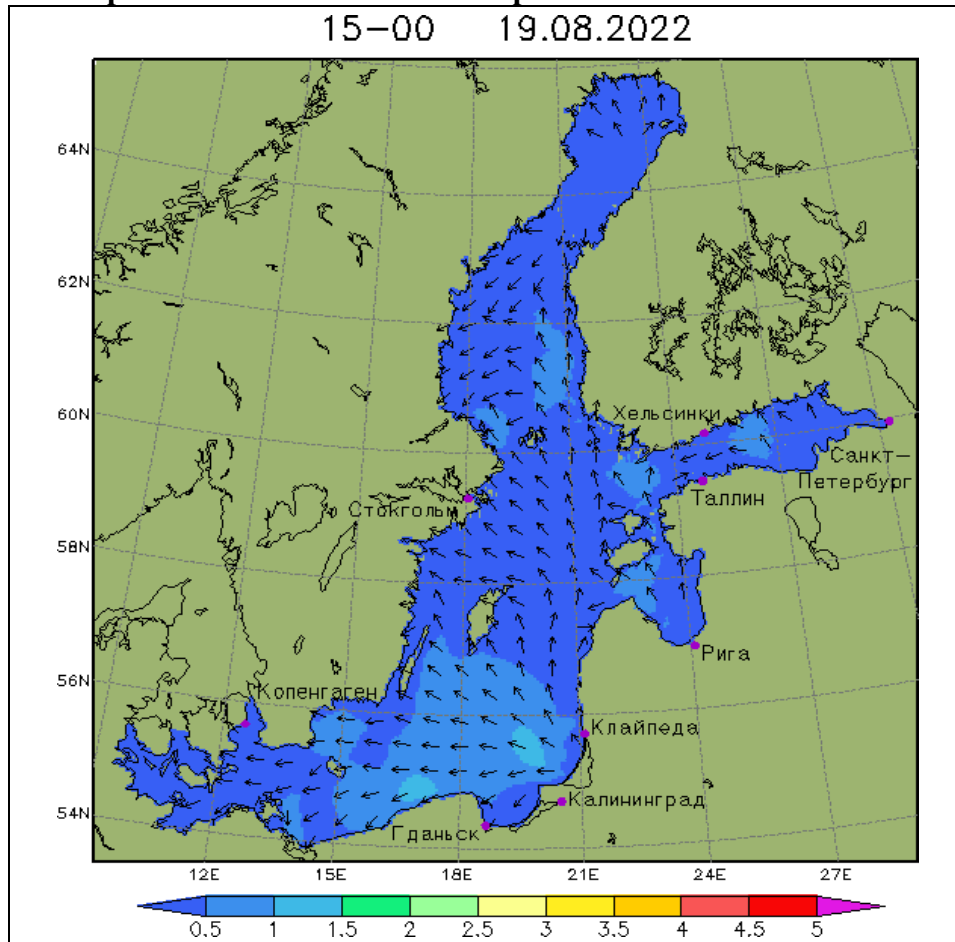 15-00 19.08.2022
64N
62N
60N
Хельсинки
Санкт-
Петербург
Таллин
Стокгольм
58N
Рига
56N
Копенгаген
Клайпеда
Калининград
54N
Гданьск
12E 15E 18E 21E 24E 27E
0,5 1 1,5 2 2,5 3 3,5 4 4,5 5